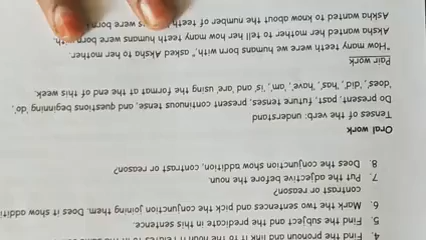 4. Find the pronoun and link it to the noun it
5. Find the subject and the predicate in this sentence.
6. Mark the two sentences and pick the conjunction joining them. Does it show
contrast or reason?
7. Put the adjective before the noun.
8. Does the conjunction show addition, contrast or reason?
Oral work
Tenses of the verb: understand
Do present, past, future tenses, present continuous tense, and questions beginning 'do',
'does', 'did', 'has', 'have', 'am', 'is' and 'are' using the format at the end of this week.
Pair work
"How many teeth were we humans born with," asked Aksha to her mother.
Aksha wanted her mother to tell her how many teeth humans were born with.
Askha wanted to know about the number of teeth were born